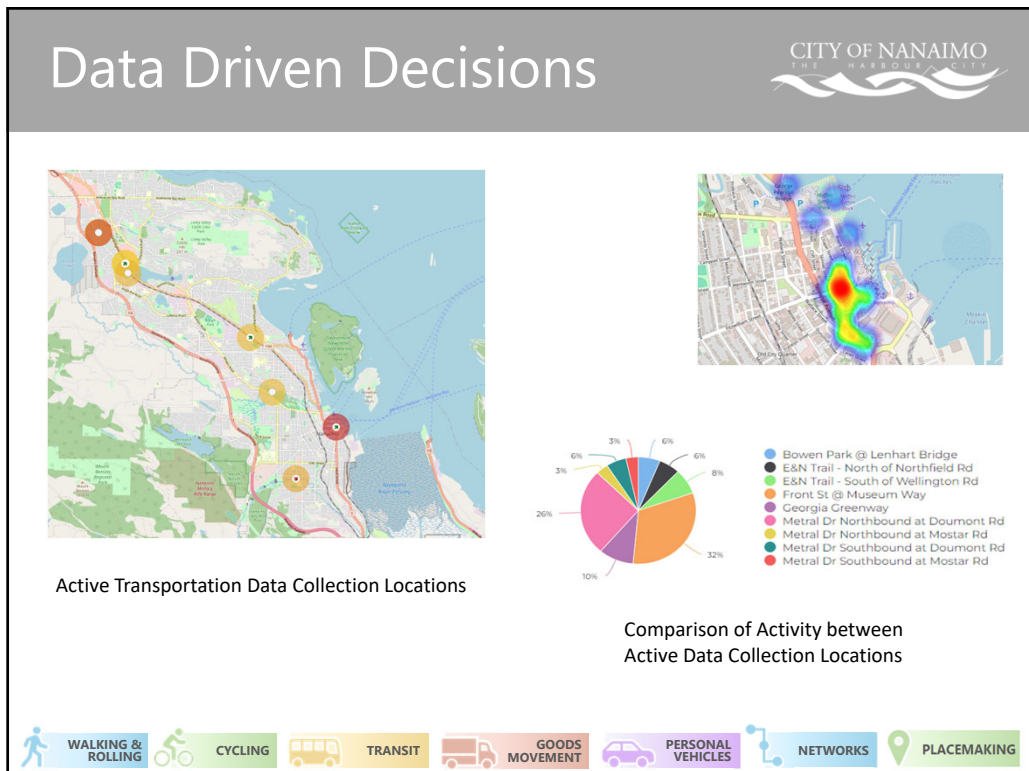 Data Driven Decisions
CITY OF NANAIMO
THE HARBOUR CITY
Active Transportation Data Collection Locations
3%
6%
6%
6%
3%
8%
26%
32%
10%
Bowen Park @ Lenhart Bridge
E&N Trail - North of Northfield Rd
E&N Trail - South of Wellington Rd
Front St @ Museum Way
Georgia Greenway
Metral Dr Northbound at Doumont Rd
Metral Dr Northbound at Mostar Rd
Metral Dr Southbound at Doumont Rd
Metral Dr Southbound at Mostar Rd
Comparison of Activity between
Active Data Collection Locations
WALKING &
ROLLING
CYCLING
TRANSIT
GOODS
MOVEMENT
PERSONAL
VEHICLES
NETWORKS
PLACEMAKING